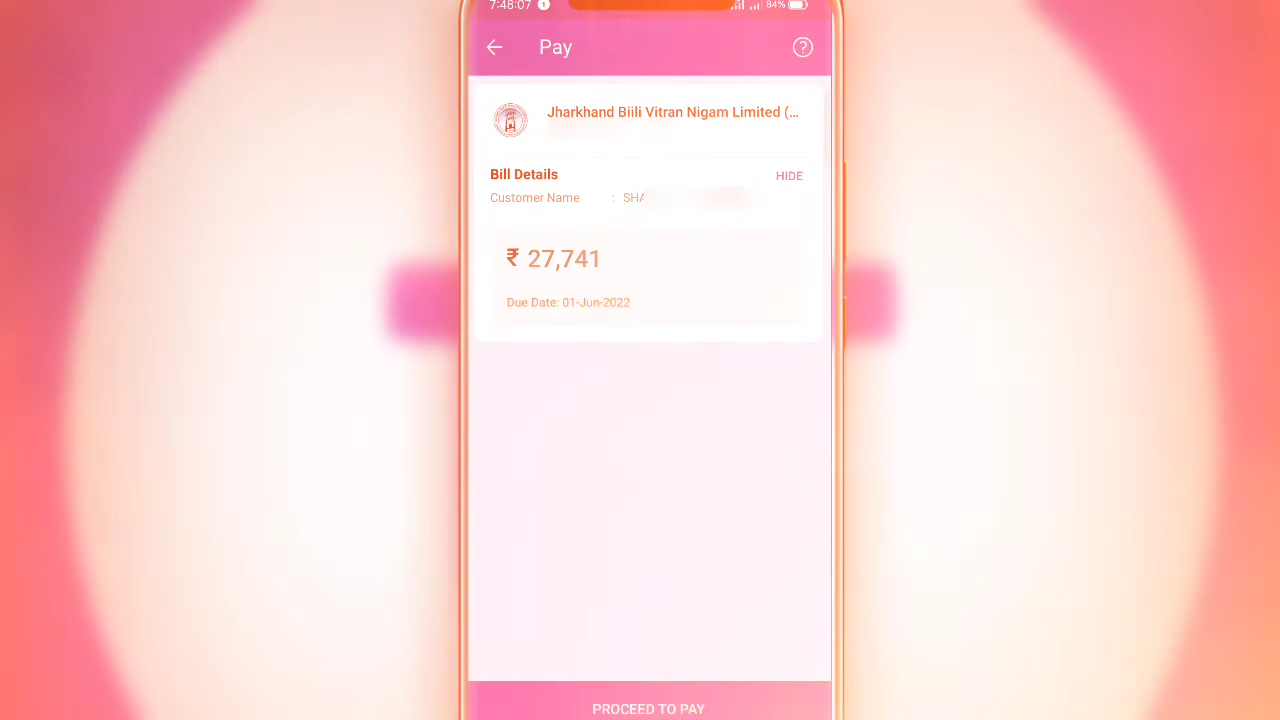 7:48:07
84%
Pay
Jharkhand Biili Vitran Nigam Limited (...
Bill Details
HIDE
Customer Name : SHA
₹ 27,741
Due Date: 01-Jun-2022
PROCEED TO PAY